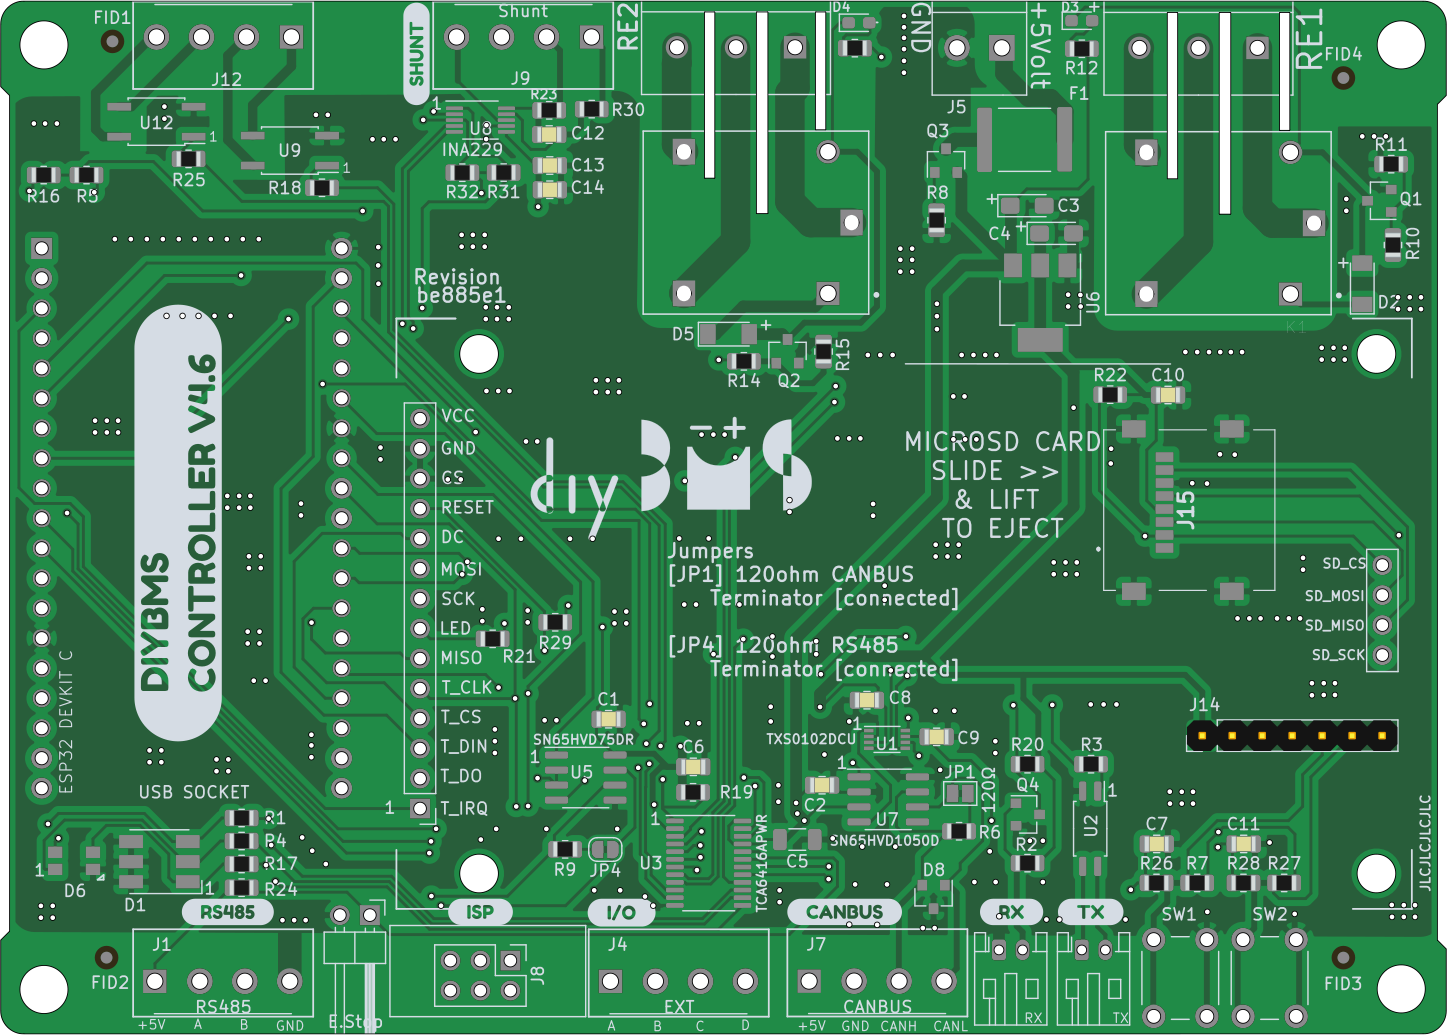 FID1
Shunt
SHUNT
RE2
D4
GND
+5Volt
D3
RE1
FID4
J12
J9
R12
F1
J5
R23
R30
U12
U9
U8
INA229
C12
C13
C14
R25
R18
R32
R31
R16
R5
Q3
R8
R11
Q1
R10
C3
C4
U6
D2
K1
Revision
be885e1
D5
R14
Q2
R15
R22
C10
DIYBMS
CONTROLLER V4.6
VCC
GND
CS
RESET
DC
MOSI
SCK
LED
MISO
T_CLK
T_CS
T_DIN
T_DO
T_IRQ
1
diyBMS
MICROSD CARD
SLIDE >>
& LIFT
TO EJECT
J15
Jumpers
[JP1] 120ohm CANBUS
Terminator [connected]
[JP4] 120ohm RS485
Terminator [connected]
SD_CS
SD_MOSI
SD_MISO
SD_SCK
R21
R29
ESP32 DEVKIT C
USB SOCKET
C1
SN65HVD75DR
U5
C6
R19
C8
TXS0102DCU
U1
C9
C2
JP1
120Ω
U7
SN65HVD1050D
R6
C5
R20
R3
Q4
R2
U2
J14
C7
C11
R26
R7
R28
R27
JLCJLCJLCJLC
R1
R4
R17
R24
D6
D1
R9
JP4
U3
TCA6416APWR
D8
RS485
ISP
I/O
CANBUS
RX
TX
SW1
SW2
FID2
J1
RS485
+5V A B GND
E.Stop
J8
J4
EXT
A B C D
J7
CANBUS
+5V GND CANH CANL
RX
TX
FID3